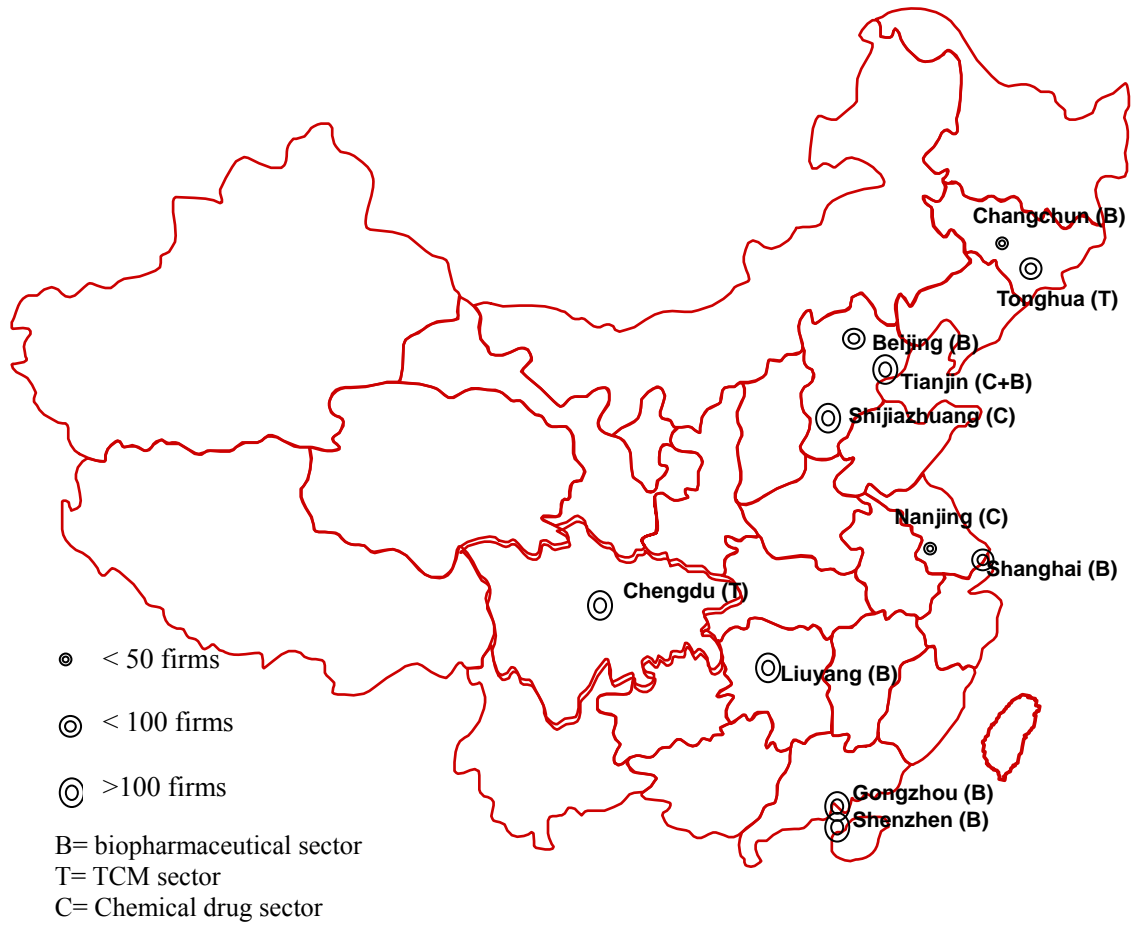 Changchun (B)
Tonghua (T)
Beijing (B)
Tianjin (C+B)
Shijiazhuang (C)
Nanjing (C)
Shanghai (B)
Chengdu (T)
Liuyang (B)
Gongzhou (B)
Shenzhen (B)
< 50 firms
< 100 firms
>100 firms
B= biopharmaceutical sector
T= TCM sector
C= Chemical drug sector